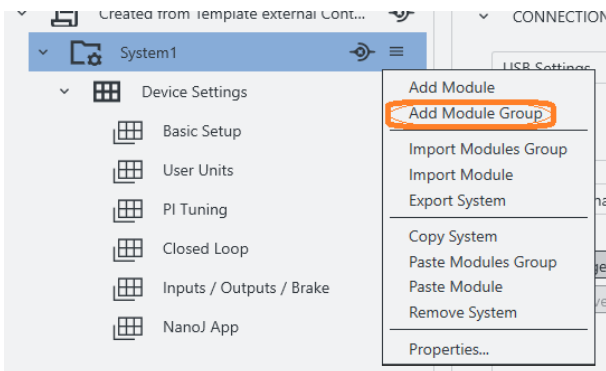 Created from Template external Cont...
CONNECTION
System1
USB Settings
Device Settings
Add Module
Add Module Group
Basic Setup
Import Modules Group
User Units
Import Module
PI Tuning
Export System
Closed Loop
Copy System
Paste Modules Group
Inputs / Outputs / Brake
Paste Module
Remove System
NanoJ App
Properties...